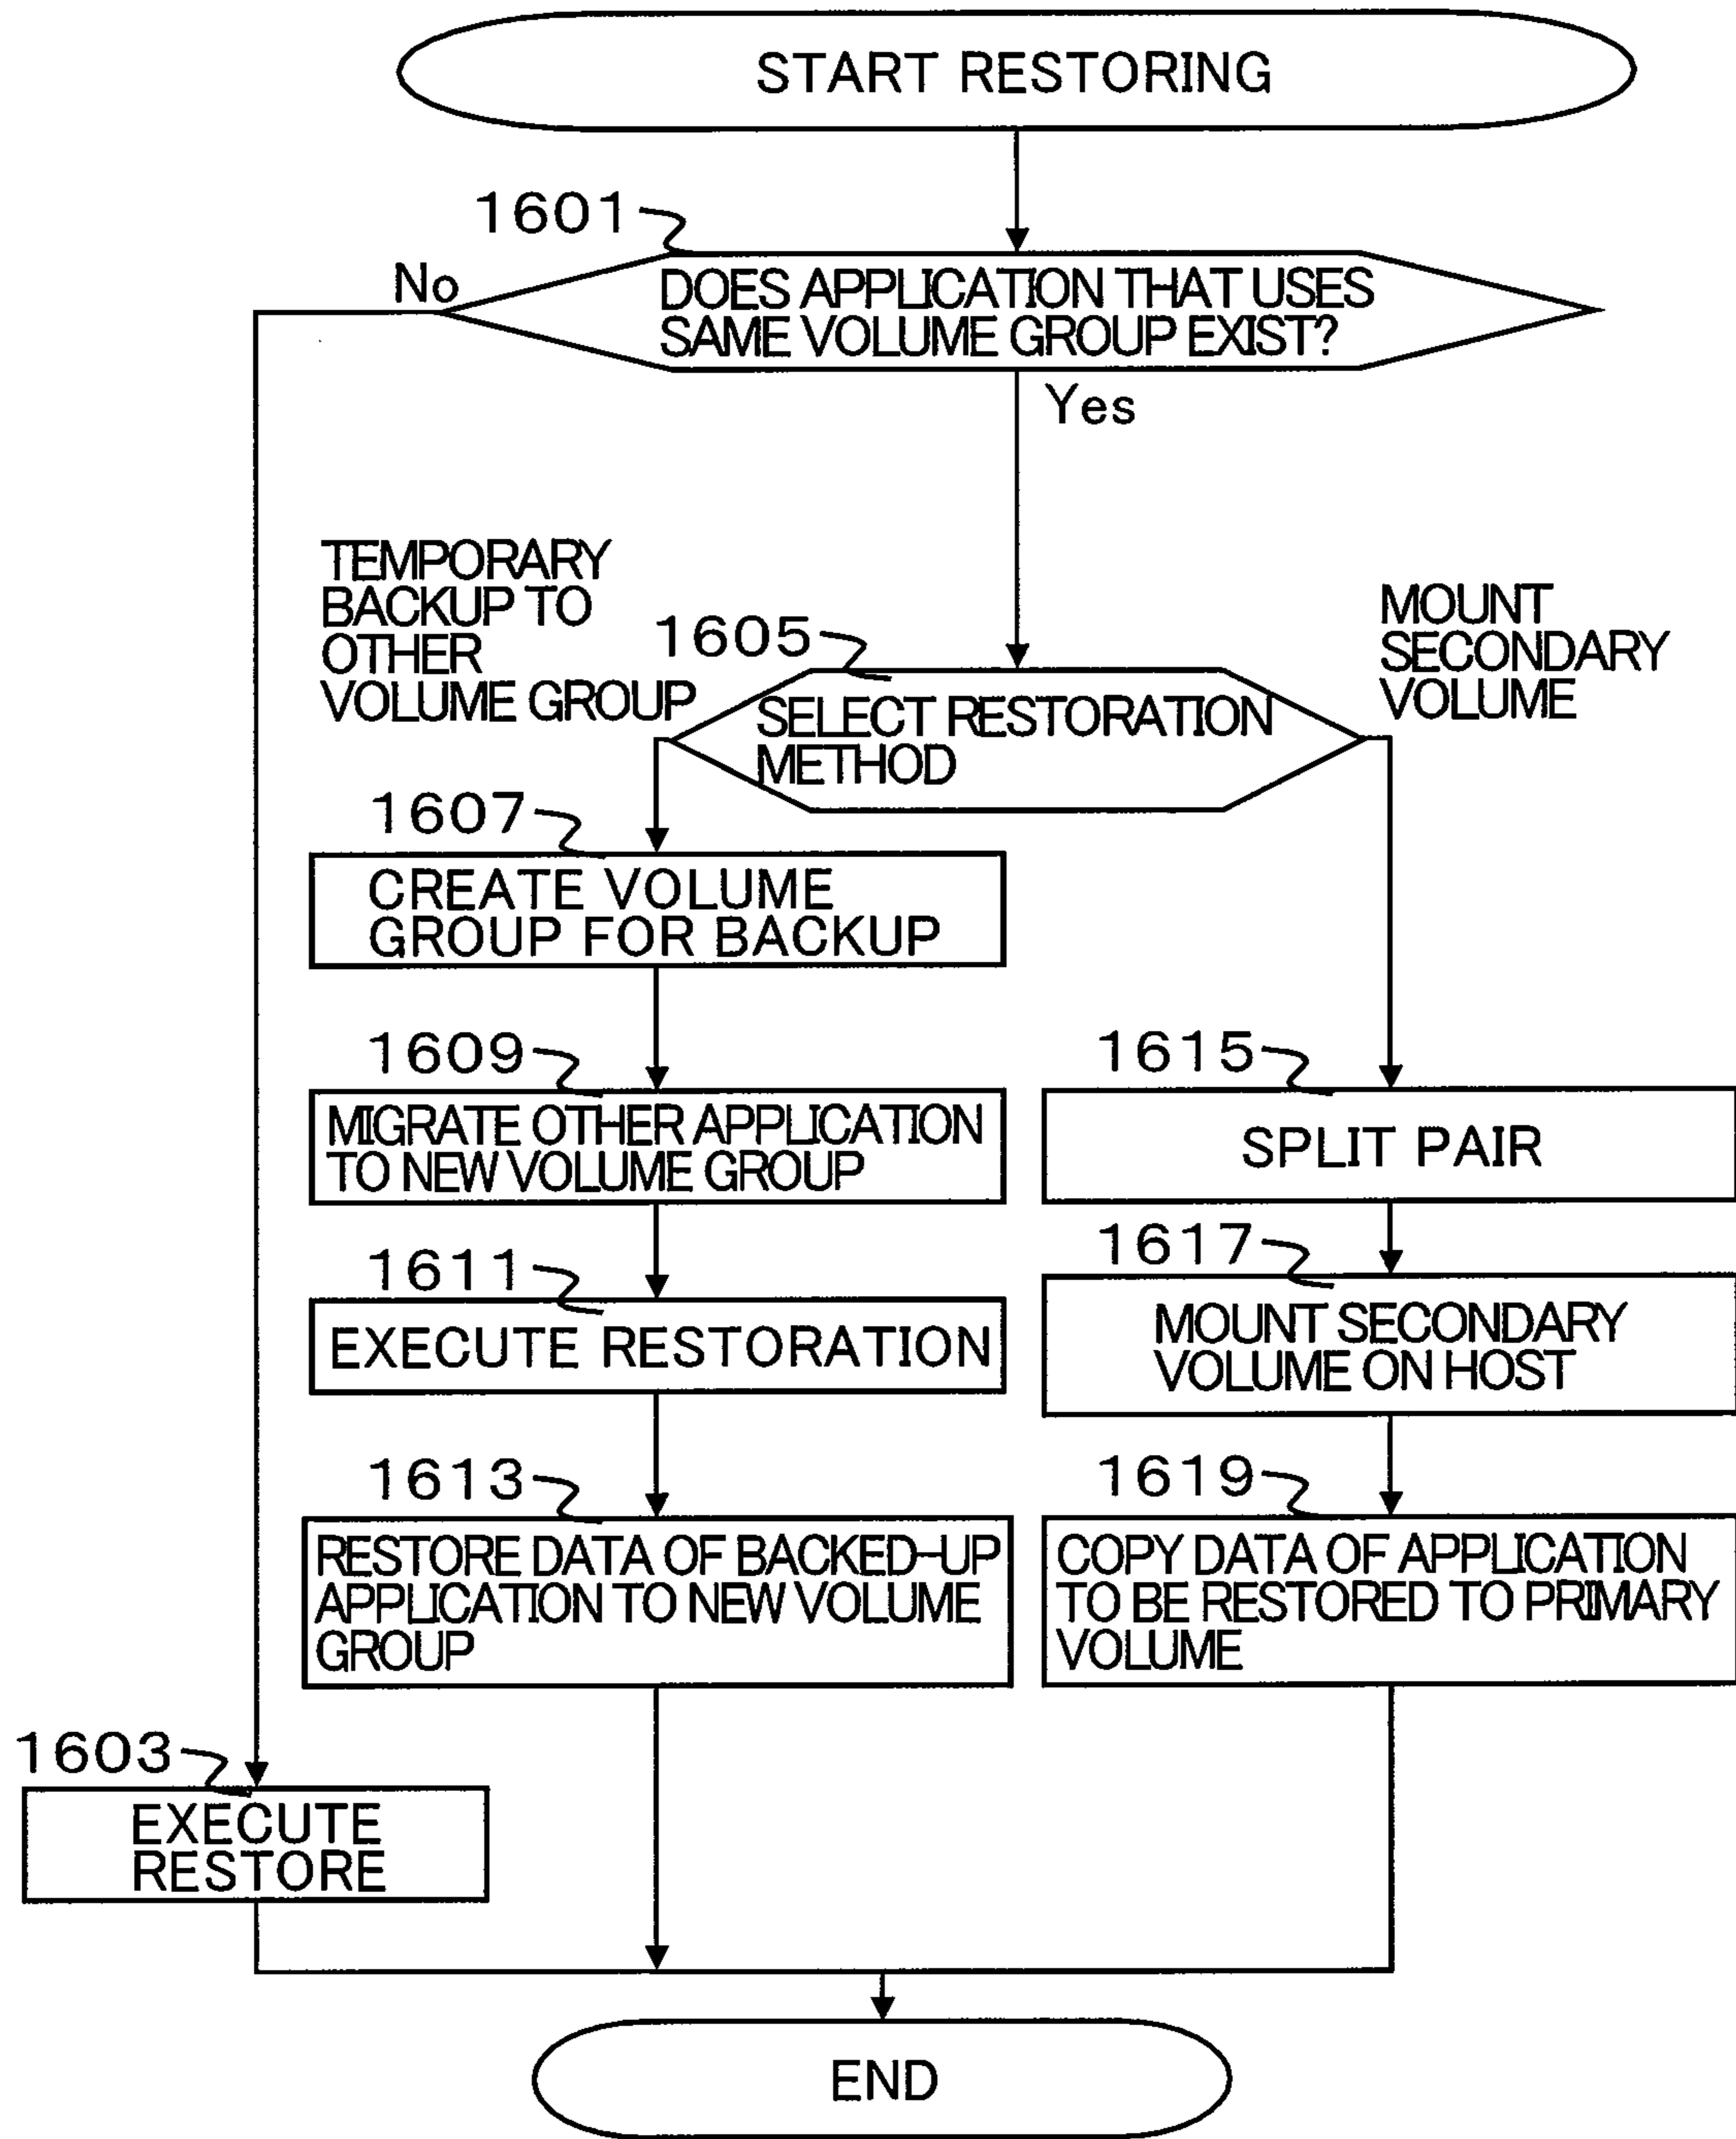 START RESTORING
1601
No
DOES APPLICATION THAT USES
SAME VOLUME GROUP EXIST?
Yes
TEMPORARY
BACKUP TO
OTHER
VOLUME GROUP
1605
MOUNT
SECONDARY
VOLUME
SELECT RESTORATION
METHOD
1607
CREATE VOLUME
GROUP FOR BACKUP
1609
MIGRATE OTHER APPLICATION
TO NEW VOLUME GROUP
1615
SPLIT PAIR
1611
EXECUTE RESTORATION
1617
MOUNT SECONDARY
VOLUME ON HOST
1613
RESTORE DATA OF BACKED-UP
APPLICATION TO NEW VOLUME
GROUP
1619
COPY DATA OF APPLICATION
TO BE RESTORED TO PRIMARY
VOLUME
1603
EXECUTE
RESTORE
END